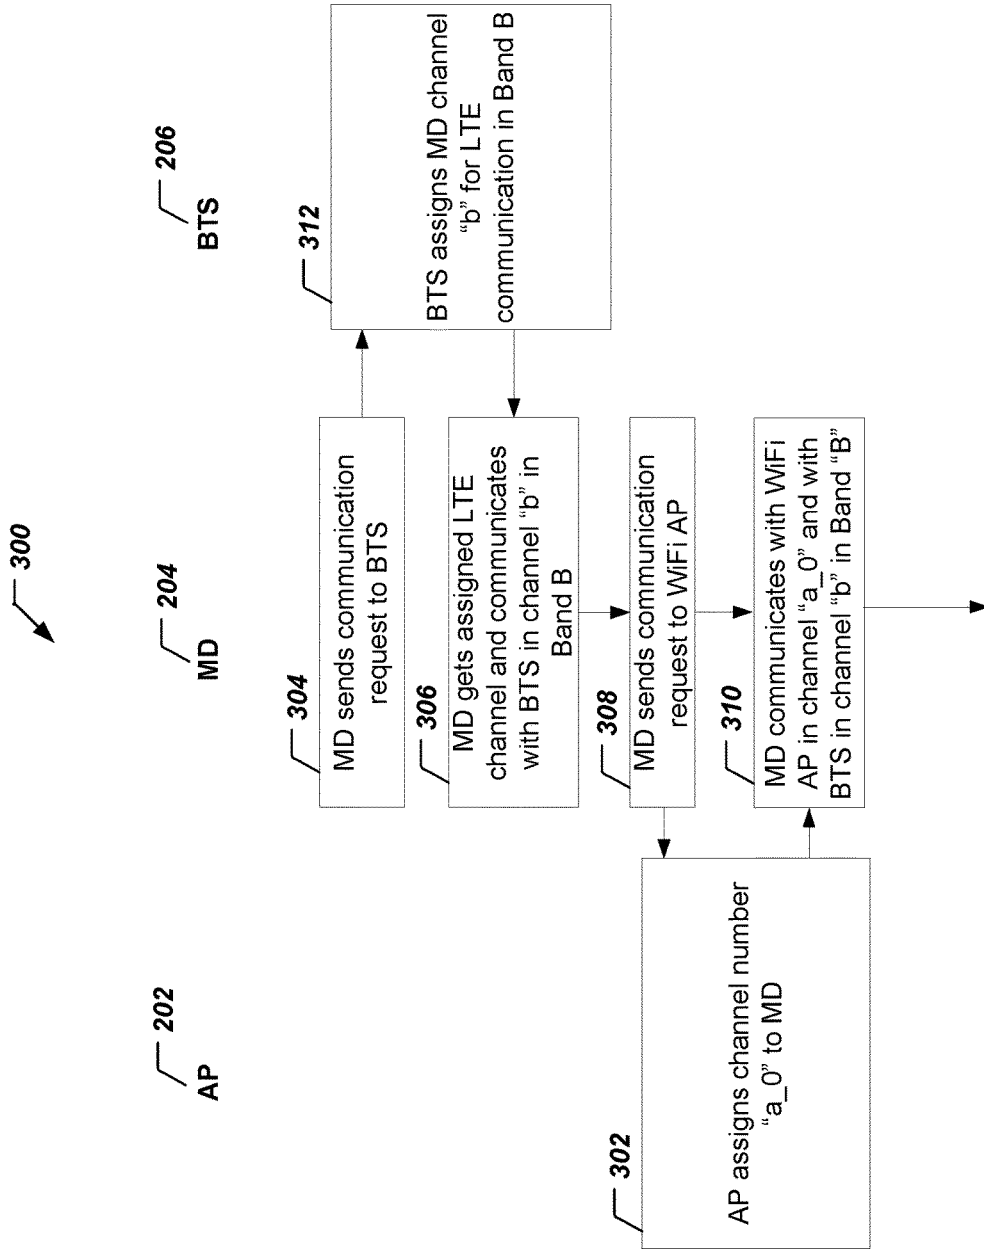 300
202
AP
204
MD
206
BTS
304
MD sends communication
request to BTS
312
BTS assigns MD channel
“b” for LTE
communication in Band B
306
MD gets assigned LTE
channel and communicates
with BTS in channel “b” in
Band B
308
MD sends communication
request to WiFi AP
302
AP assigns channel number
“a_0” to MD
310
MD communicates with WiFi
AP in channel “a_0” and with
BTS in channel “b” in Band “B”